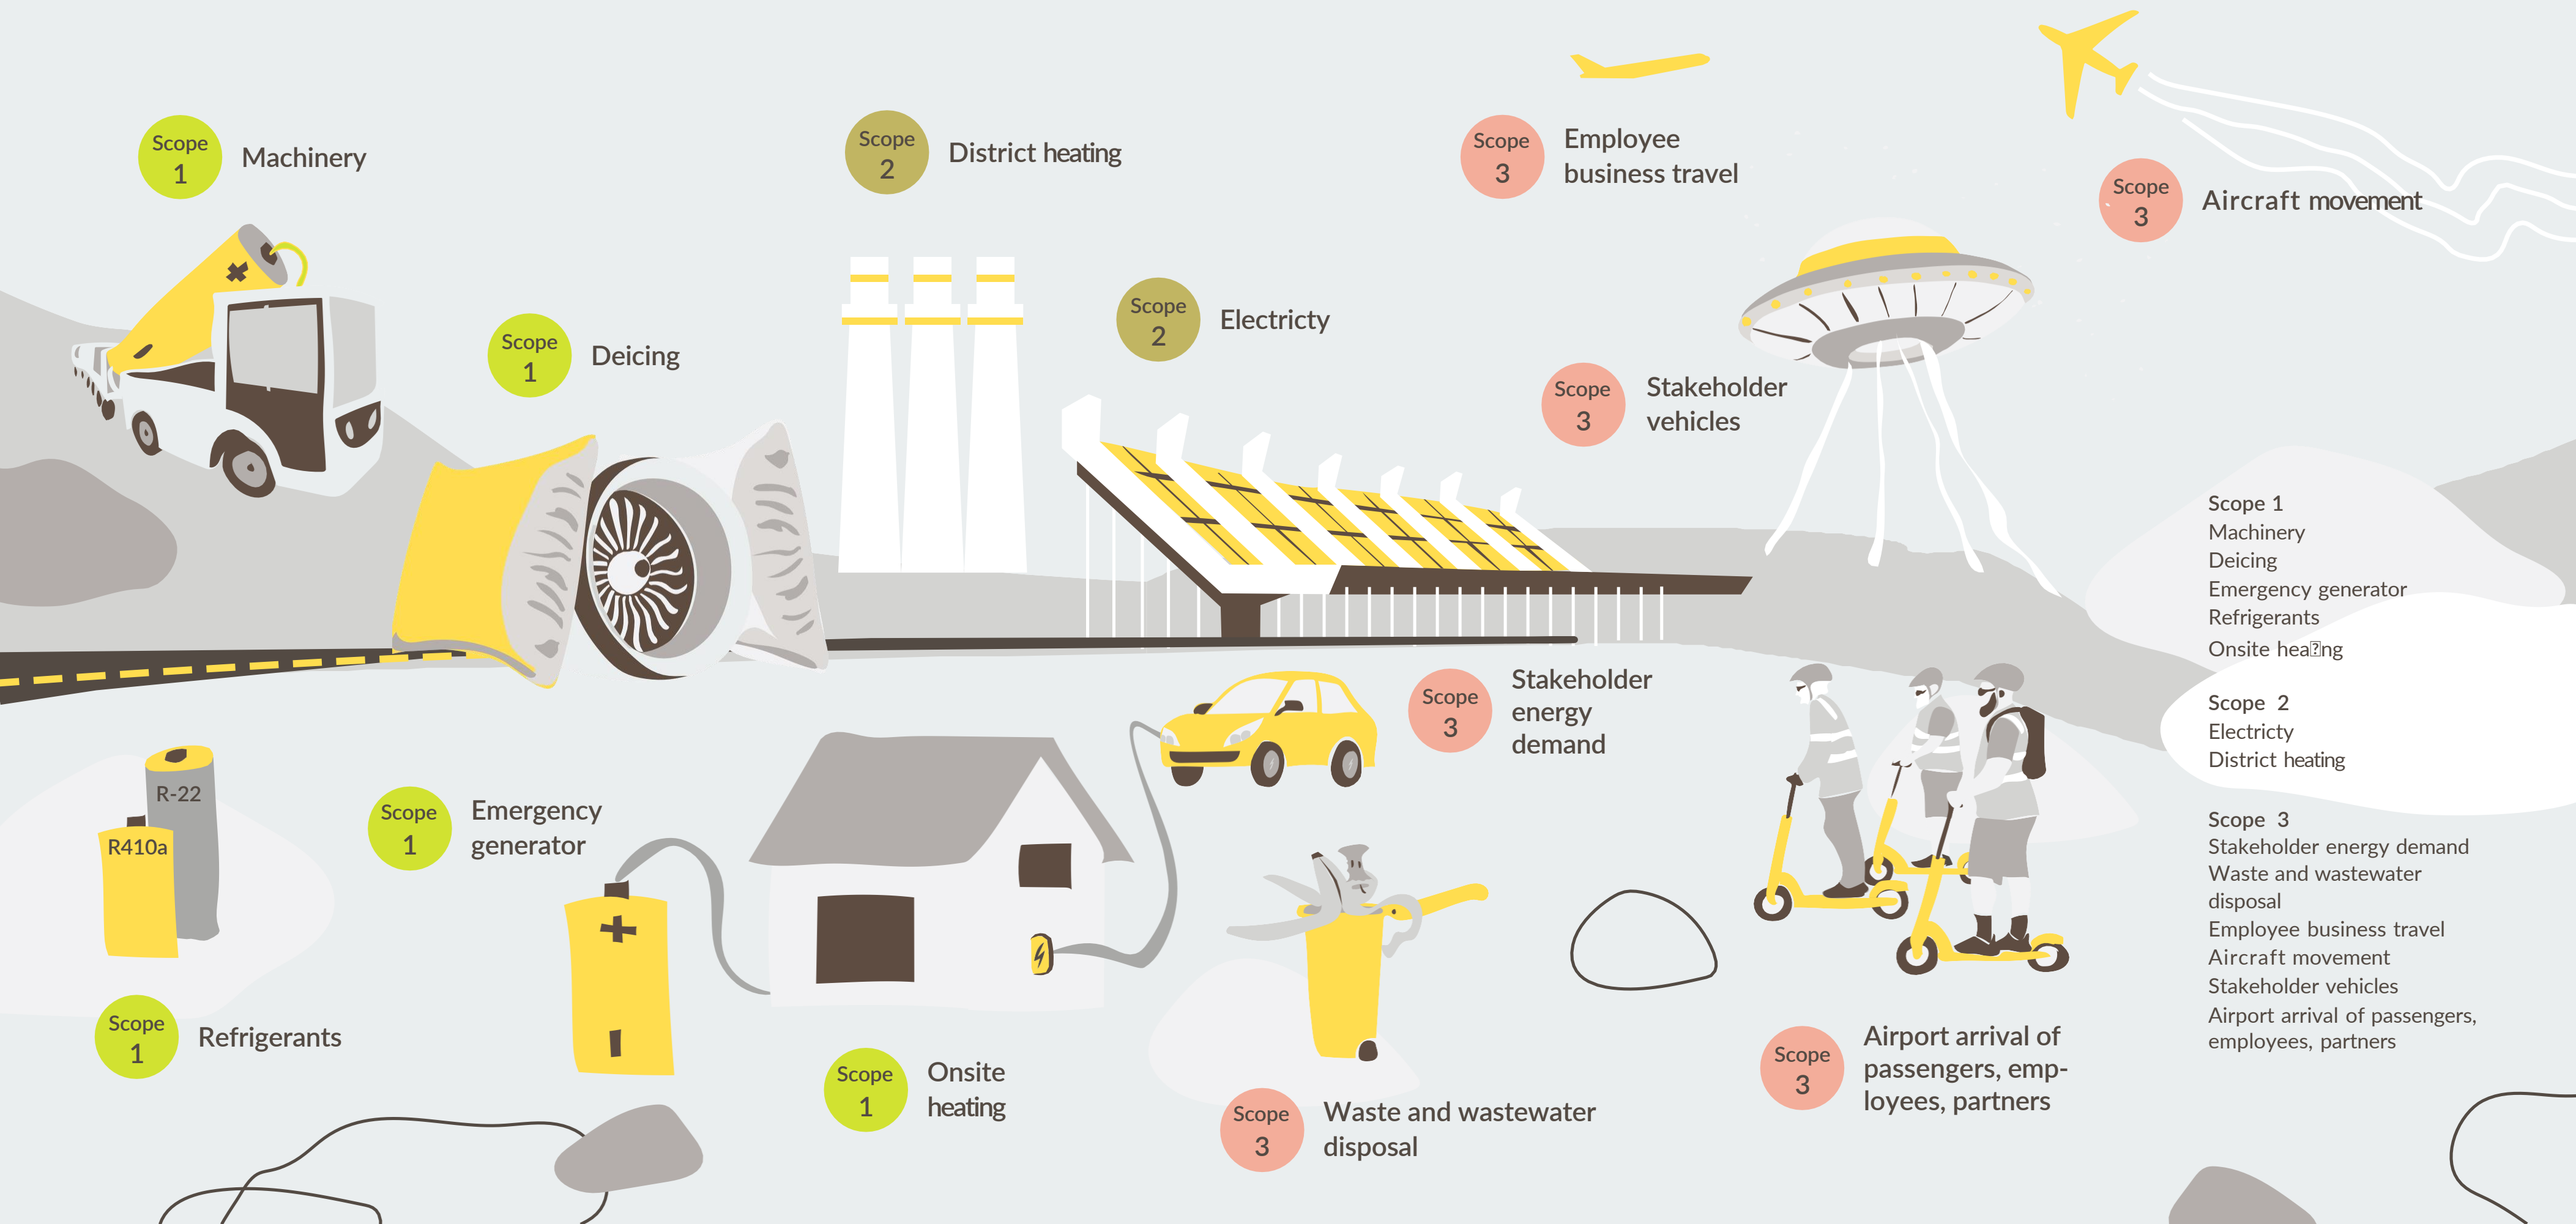 Scope
1
Machinery
Scope
2
District heating
Scope
3
Employee
business travel
Scope
3
Aircraft movement
Scope
1
Deicing
Scope
2
Electricty
Scope
3
Stakeholder
vehicles
Scope
3
Stakeholder
energy
demand
R-22
R410a
Scope
1
Emergency
generator
Scope
1
Refrigerants
Scope
1
Onsite
heating
Scope
3
Waste and wastewater
disposal
Scope
3
Airport arrival of
passengers, emp-
loyees, partners
Scope 1
Machinery
Deicing
Emergency generator
Refrigerants
Onsite hea�ng
Scope 2
Electricty
District heating
Scope 3
Stakeholder energy demand
Waste and wastewater
disposal
Employee business travel
Aircraft movement
Stakeholder vehicles
Airport arrival of passengers,
employees, partners